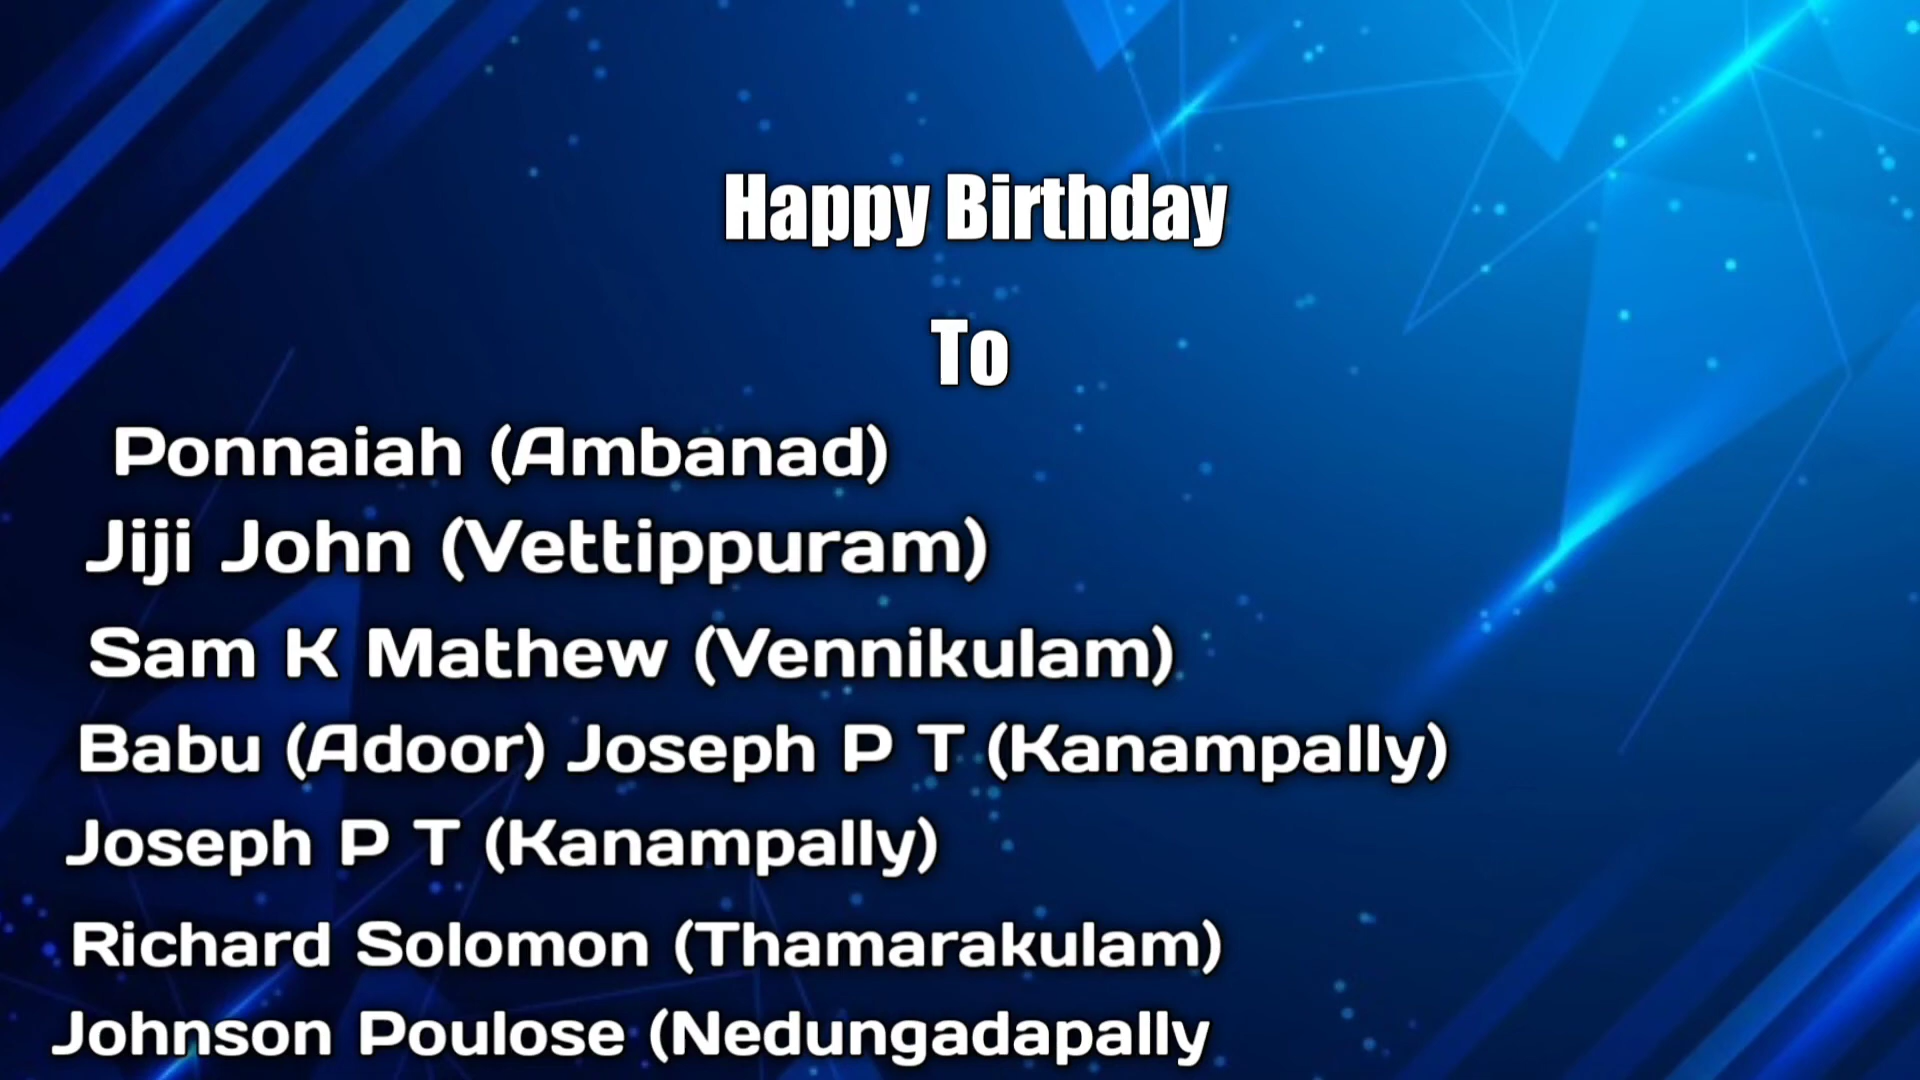 Happy Birthday
To
Ponnaiah (Ambanad)
Jiji John (Vettippuram)
Sam K Mathew (Vennikulam)
Babu (Adoor) Joseph P T (Kanampally)
Joseph P T (Kanampally)
Richard Solomon (Thamarakulam)
Johnson Poulose (Nedungadapally